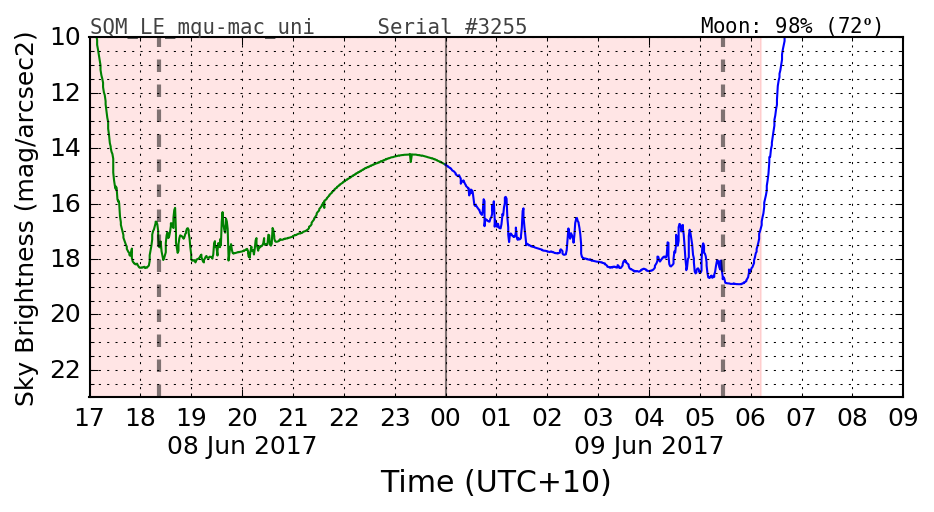 SQM_LE_mqu-mac_uni Serial #3255 Moon: 98% (72°)
Sky Brightness (mag/arcsec2)
10
12
14
16
18
20
22
17 18 19 20 21 22 23 00 01 02 03 04 05 06 07 08 09
08 Jun 2017 09 Jun 2017
Time (UTC+10)